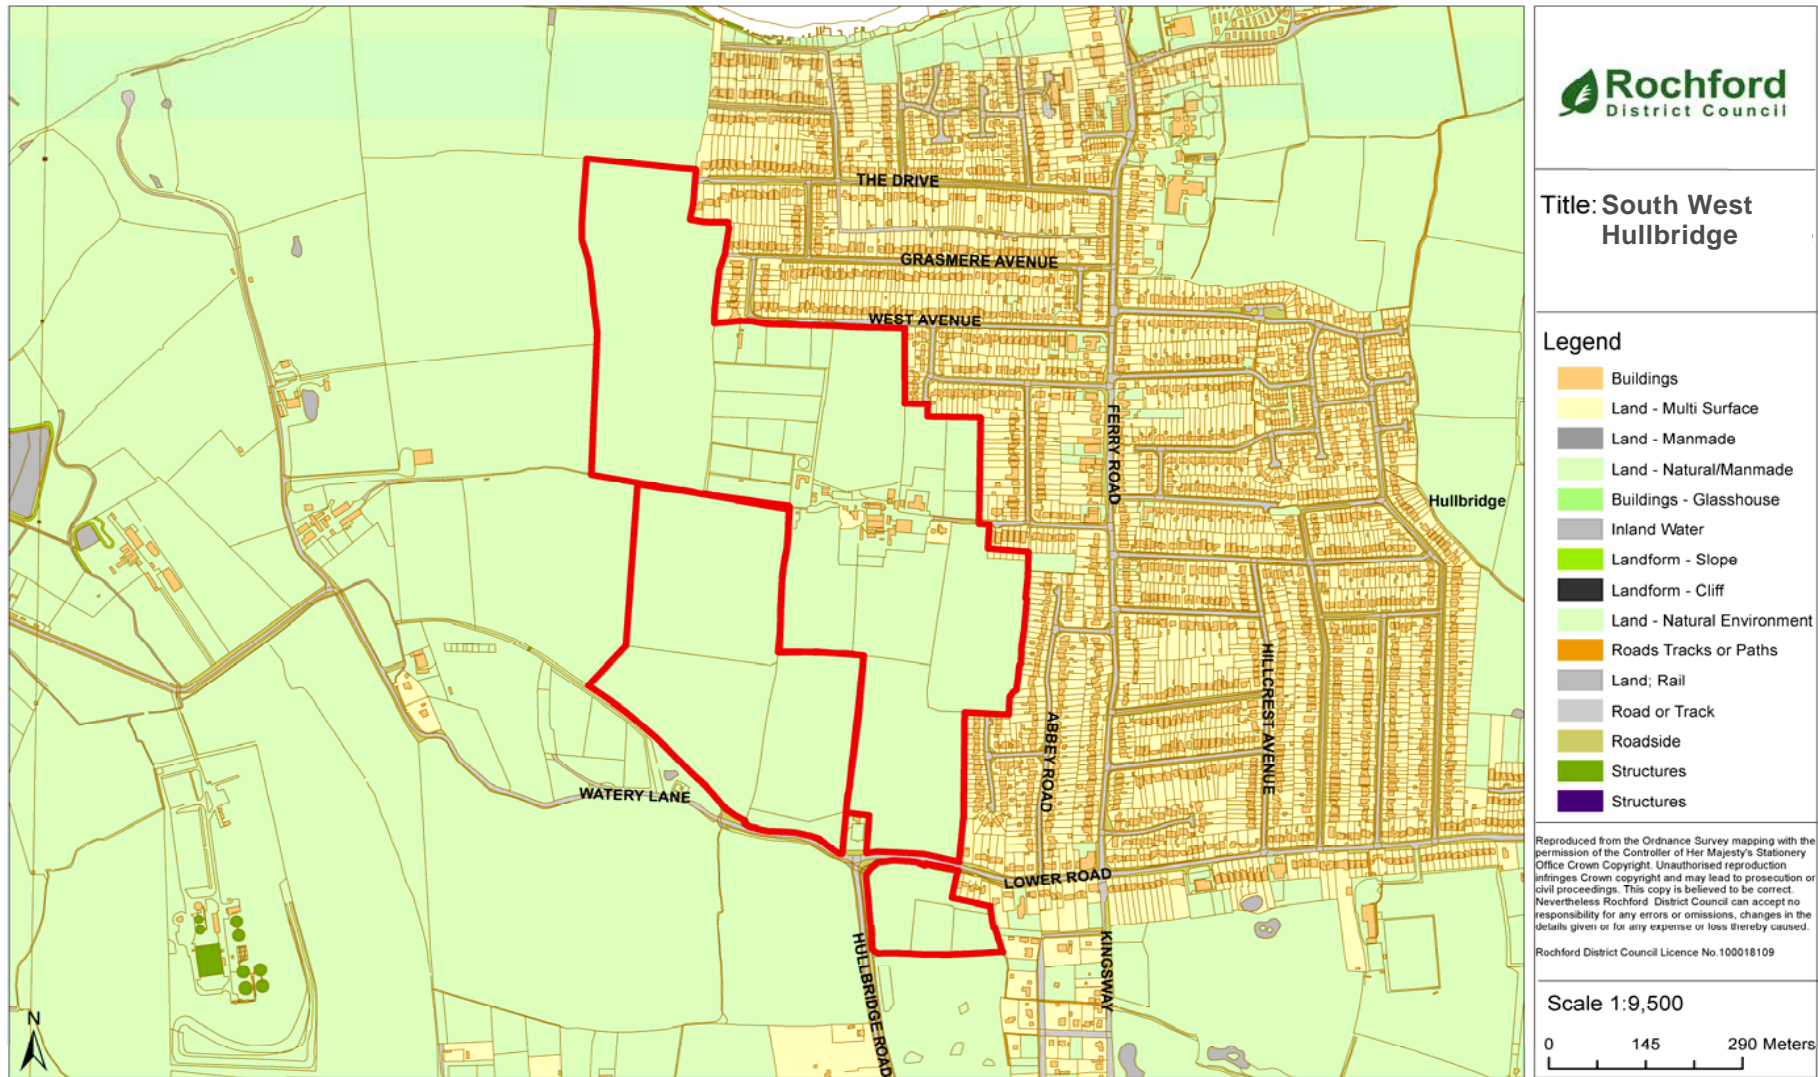 THE DRIVE
GRASMERE AVENUE
WEST AVENUE
FERRY ROAD
Hullbridge
HILLCREST AVENUE
ABBEY ROAD
WATERY LANE
LOWER ROAD
HULLBRIDGE ROAD
KINGSWAY
N
Rochford
District Council
Title: South West
Hullbridge
Legend
Buildings
Land - Multi Surface
Land - Manmade
Land - Natural/Manmade
Buildings - Glasshouse
Inland Water
Landform - Slope
Landform - Cliff
Land - Natural Environment
Roads Tracks or Paths
Land; Rail
Road or Track
Roadside
Structures
Structures
Reproduced from the Ordnance Survey mapping with the
permission of the Controller of Her Majesty's Stationery
Office Crown Copyright. Unauthorised reproduction
infringes Crown copyright and may lead to prosecution or
civil proceedings. This copy is believed to be correct.
Nevertheless Rochford District Council can accept no
responsibility for any errors or omissions, changes in the
details given or for any expense or loss thereby caused.
Rochford District Council Licence No.100018109
Scale 1:9,500
0 145 290 Meters